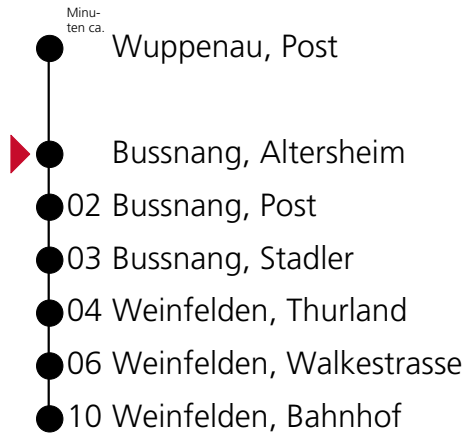 Minu-
ten ca.
Wuppenau, Post
Bussnang, Altersheim
02 Bussnang, Post
03 Bussnang, Stadler
04 Weinfelden, Thurland
06 Weinfelden, Walkestrasse
10 Weinfelden, Bahnhof